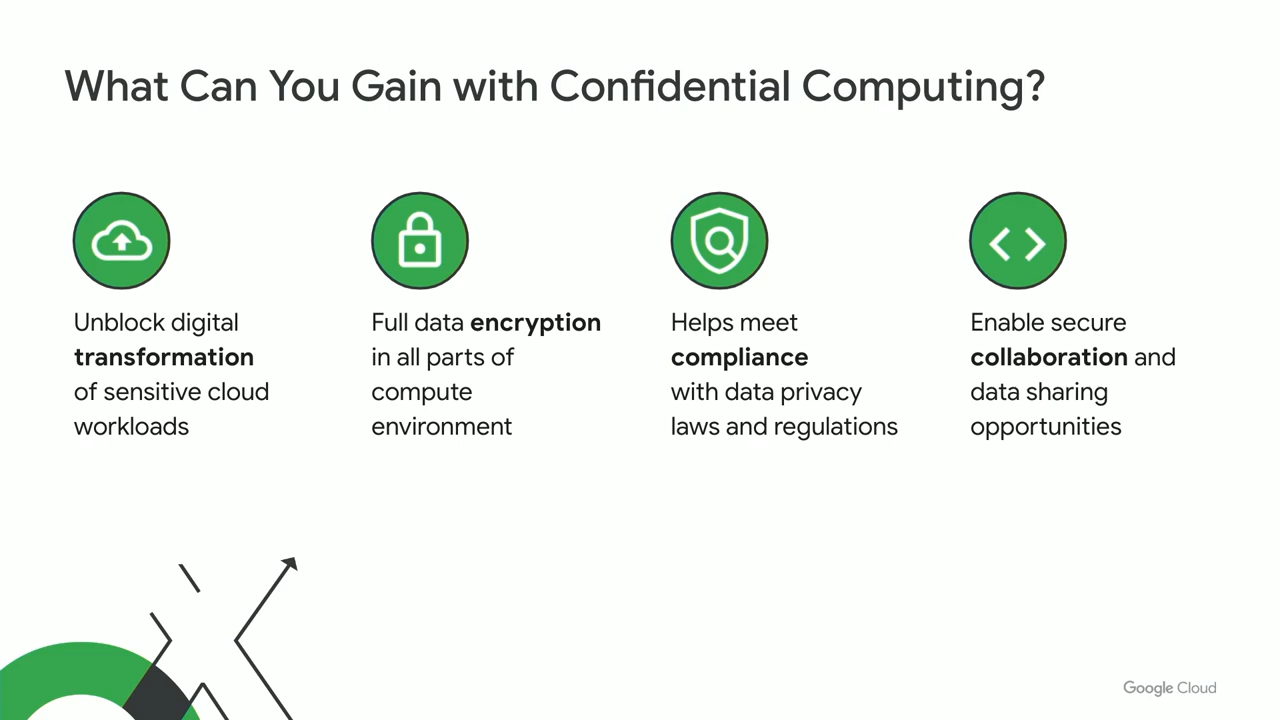 What Can You Gain with Confidential Computing?
Unblock digital
transformation
of sensitive cloud
workloads
Full data encryption
in all parts of
compute
environment
Helps meet
compliance
with data privacy
laws and regulations
Enable secure
collaboration and
data sharing
opportunities
Google Cloud